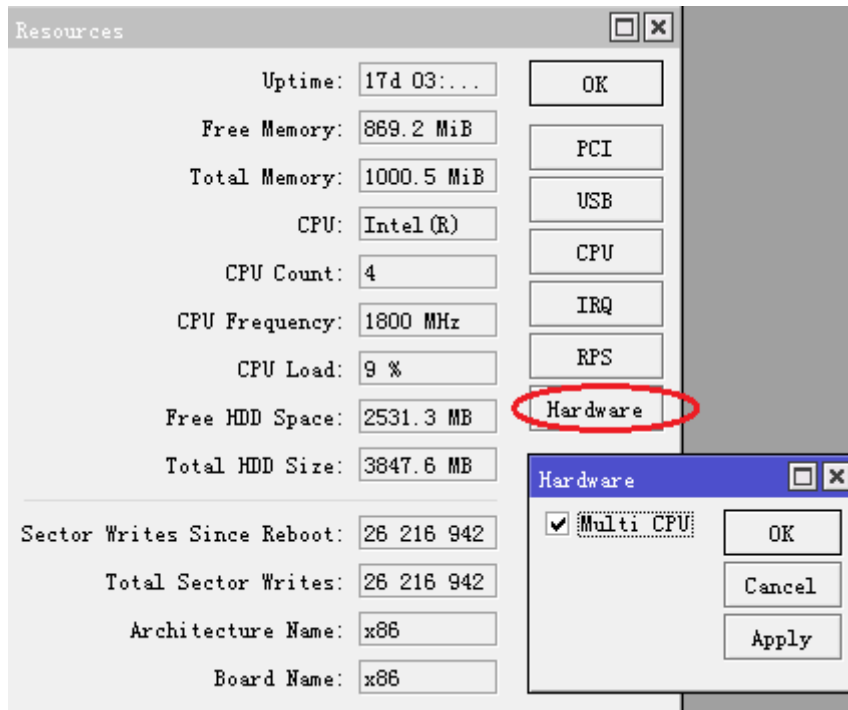 Resources
Uptime: 17d 03:... OK
Free Memory: 869.2 MiB
PCI
Total Memory: 1000.5 MiB
USB
CPU: Intel(R)
CPU
CPU Count: 4
IRQ
CPU Frequency: 1800 MHz
RPS
CPU Load: 9 %
Hardware
Free HDD Space: 2531.3 MB
Total HDD Size: 3847.6 MB
Sector Writes Since Reboot: 26 216 942
Total Sector Writes: 26 216 942
Architecture Name: x86
Board Name: x86
Hardware
Multi CPU
OK
Cancel
Apply